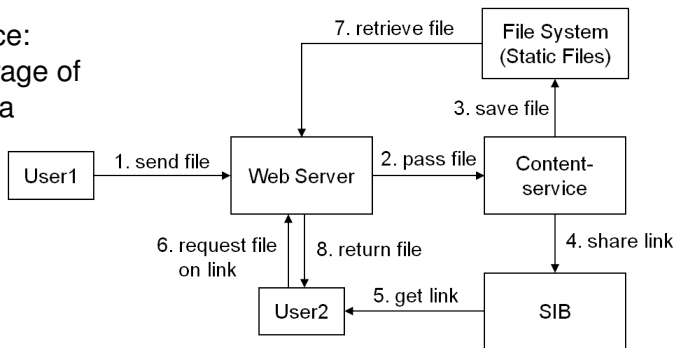 ce:
rage of
a
7. retrieve file
File System
(Static Files)
3. save file
User1
1. send file
Web Server
2. pass file
Content-
service
6. request file
on link
8. return file
4. share link
User2
5. get link
SIB